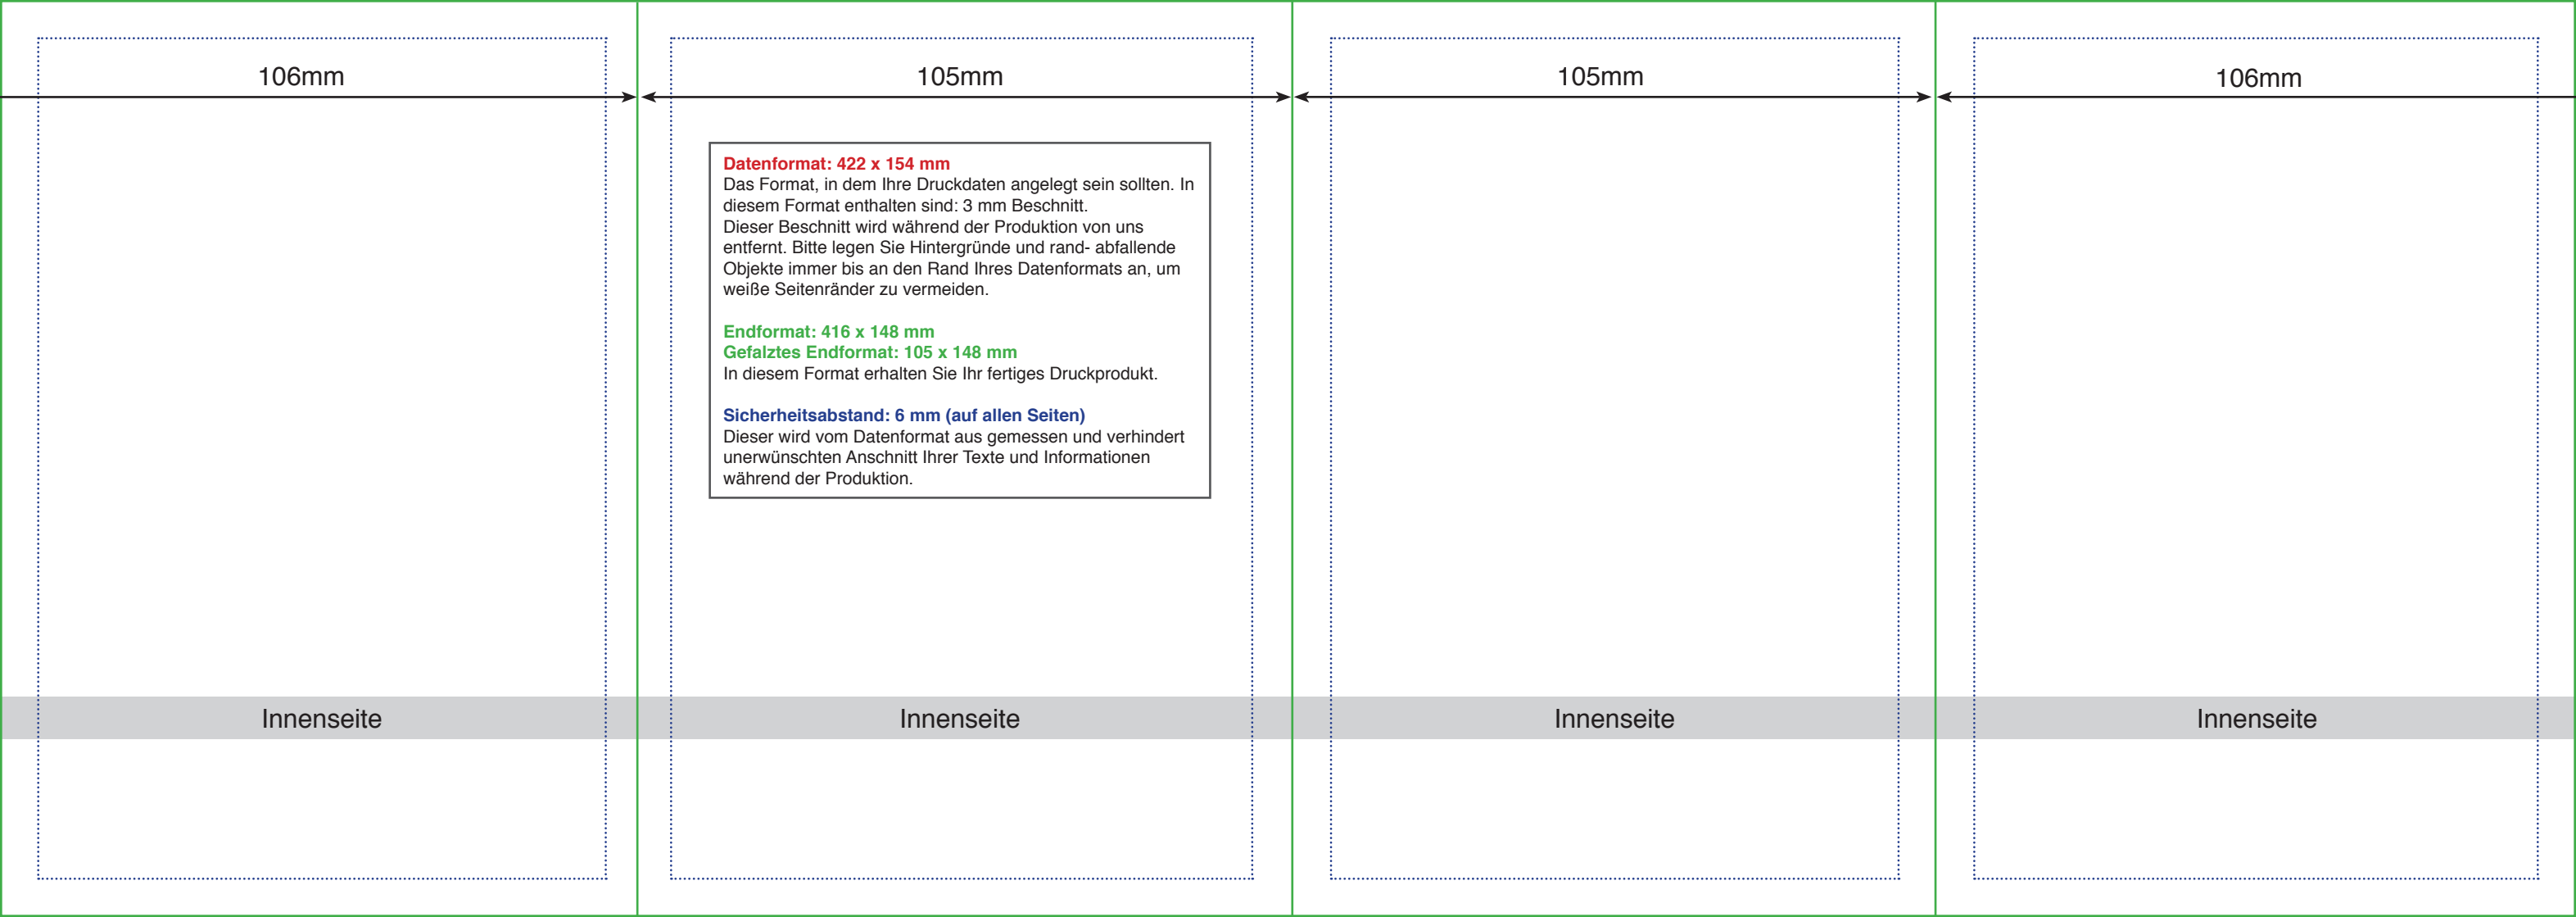 106mm
105mm
105mm
106mm
Datenformat: 422 x 154 mm
Das Format, in dem Ihre Druckdaten angelegt sein sollten. In
diesem Format enthalten sind: 3 mm Beschnitt.
Dieser Beschnitt wird während der Produktion von uns
entfernt. Bitte legen Sie Hintergründe und rand- abfallende
Objekte immer bis an den Rand Ihres Datenformats an, um
weiße Seitenränder zu vermeiden.
Endformat: 416 x 148 mm
Gefalztes Endformat: 105 x 148 mm
In diesem Format erhalten Sie Ihr fertiges Druckprodukt.
Sicherheitsabstand: 6 mm (auf allen Seiten)
Dieser wird vom Datenformat aus gemessen und verhindert
unerwünschten Anschnitt Ihrer Texte und Informationen
während der Produktion.
Innenseite
Innenseite
Innenseite
Innenseite